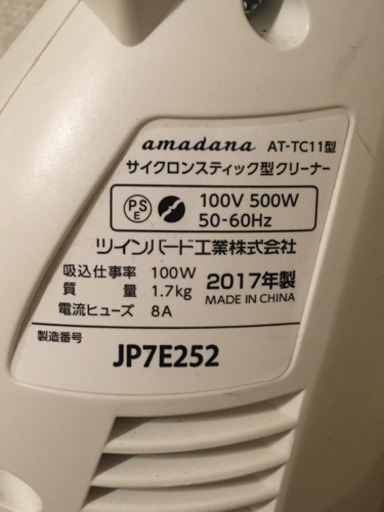 amadana AT-TC11型
サイクロンスティック型クリーナー
PSE 100V 500W
50-60Hz
ツインバード工業株式会社
吸込仕事率 100W
質量 1.7kg
電流ヒューズ 8A
2017年製
MADE IN CHINA
製造番号
JP7E252